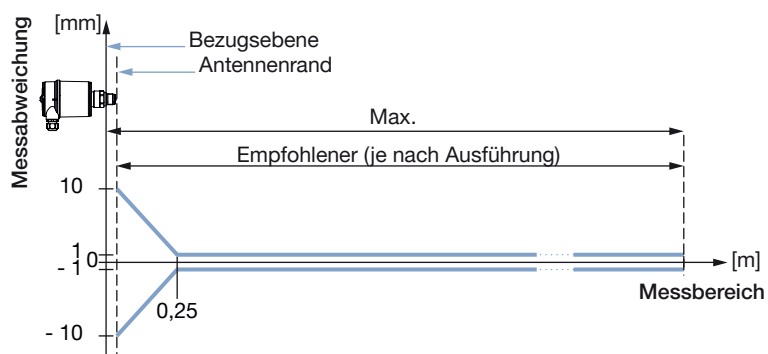 [mm]
Messabweichung
Bezugsebene
Antennenrand
Max.
Empfohlener (je nach Ausführung)
10
1
0
- 1
[m]
0,25
Messbereich
- 10